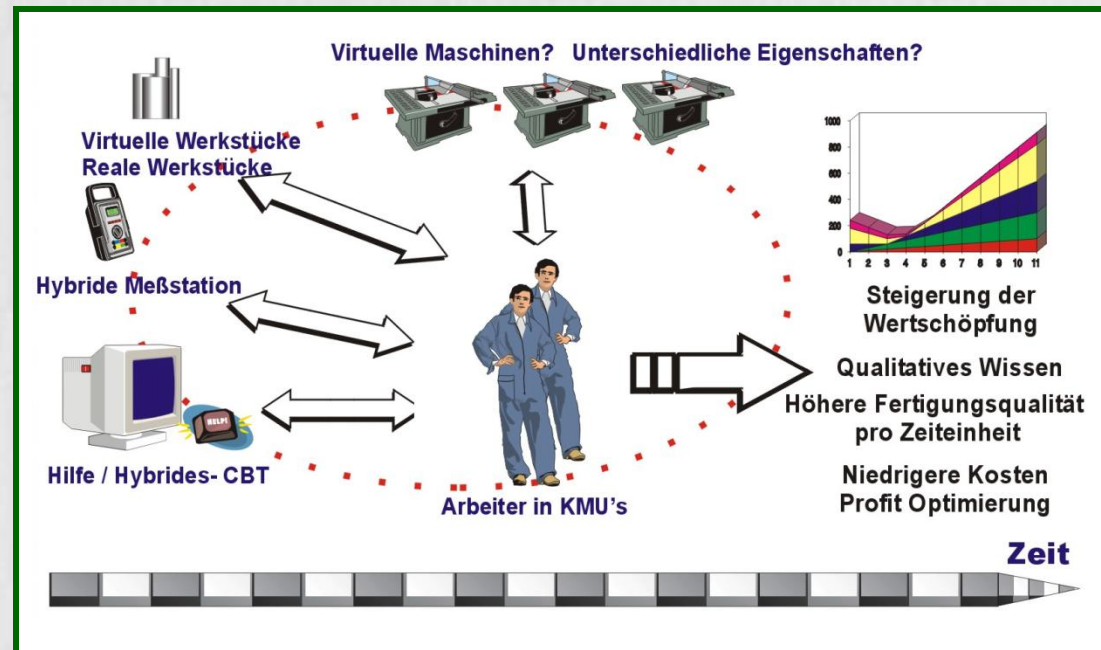 Virtuelle Maschinen? Unterschiedliche Eigenschaften?
Virtuelle Werkstücke
Reale Werkstücke
Hybride Meßstation
HELP!
Hilfe / Hybrides- CBT
Arbeiter in KMU's
1000
800
600
400
200
0
1 2 3 4 5 6 7 8 9 10 11
Steigerung der
Wertschöpfung
Qualitatives Wissen
Höhere Fertigungsqualität
pro Zeiteinheit
Niedrigere Kosten
Profit Optimierung
Zeit